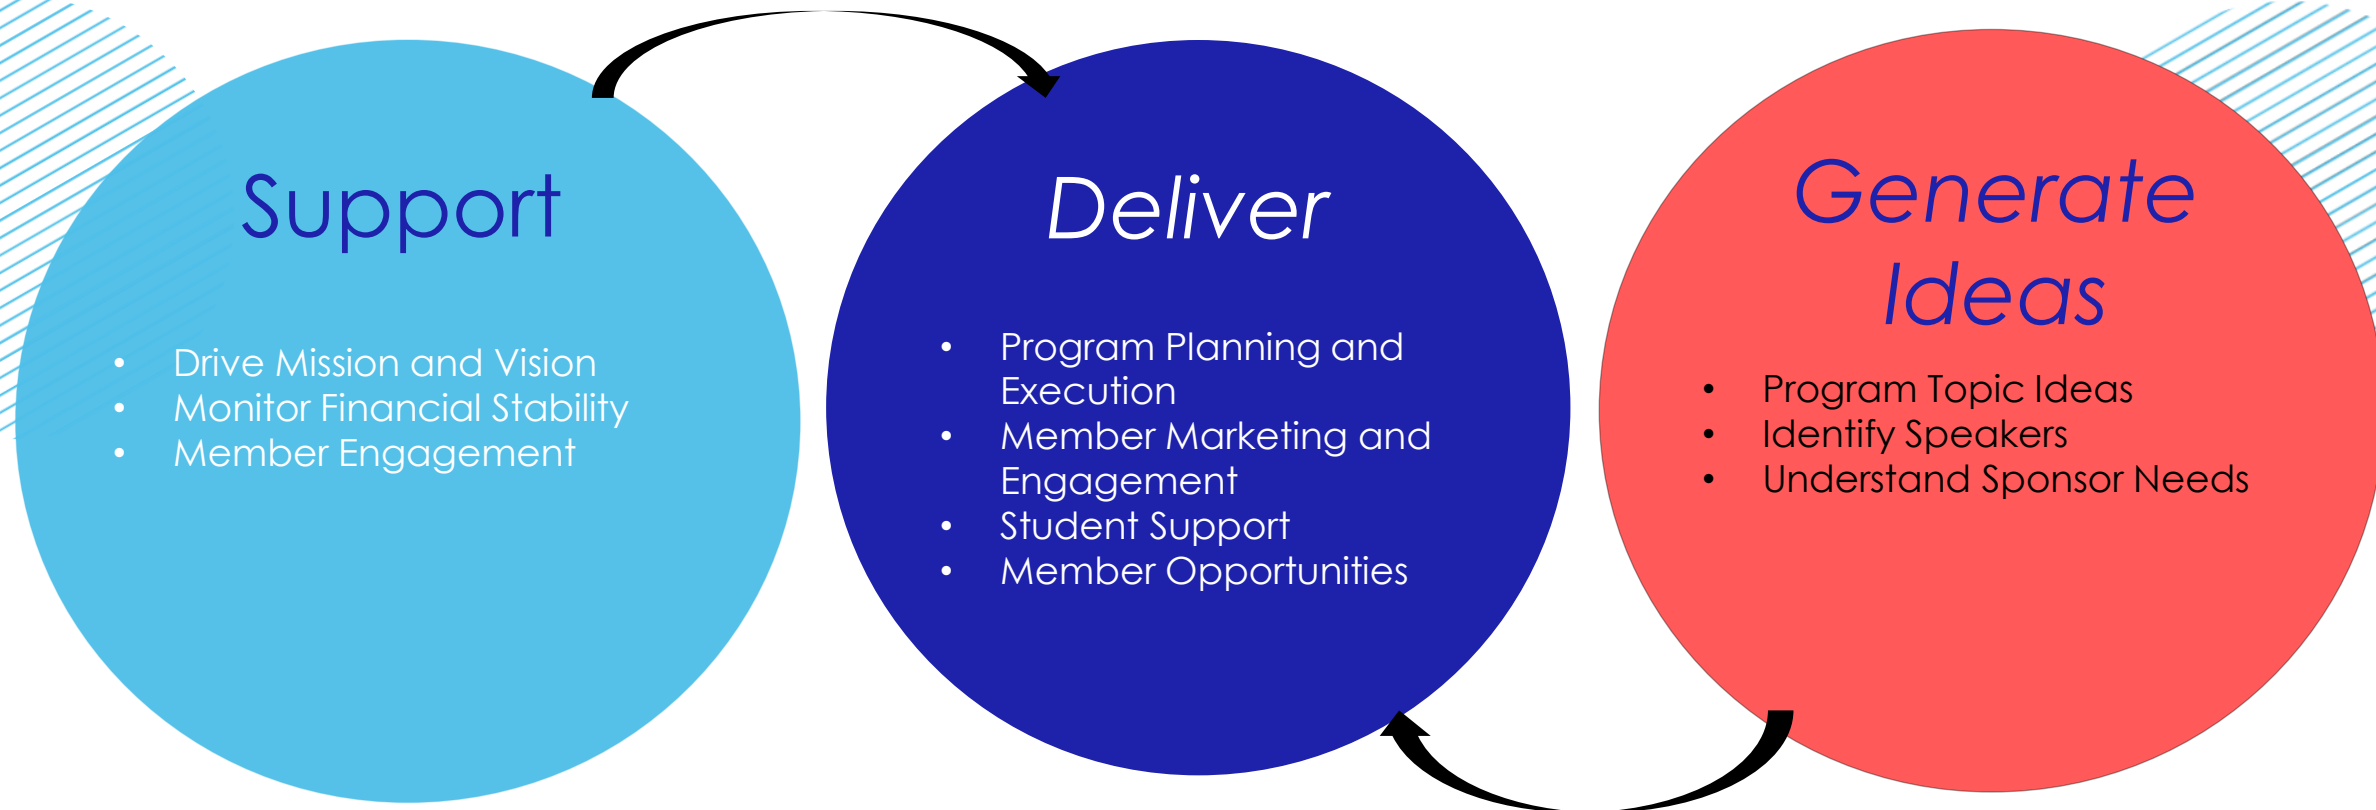 Support
• Drive Mission and Vision
• Monitor Financial Stability
• Member Engagement
Deliver
• Program Planning and
Execution
• Member Marketing and
Engagement
• Student Support
• Member Opportunities
Generate
Ideas
• Program Topic Ideas
• Identify Speakers
• Understand Sponsor Needs